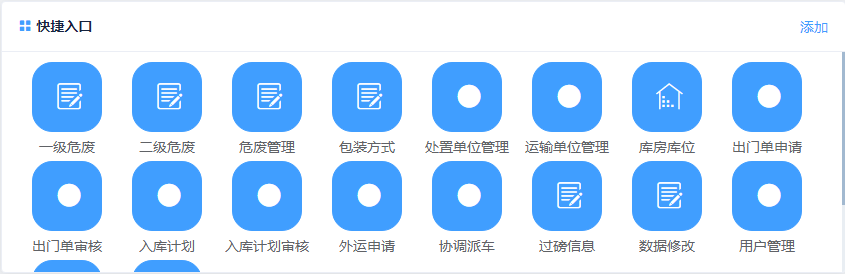 快捷入口
添加
一级危废 二级危废 危废管理 包装方式 处置单位管理 运输单位管理 库房库位 出门单申请
出门单审核 入库计划 入库计划审核 外运申请 协调派车 过磅信息 数据修改 用户管理